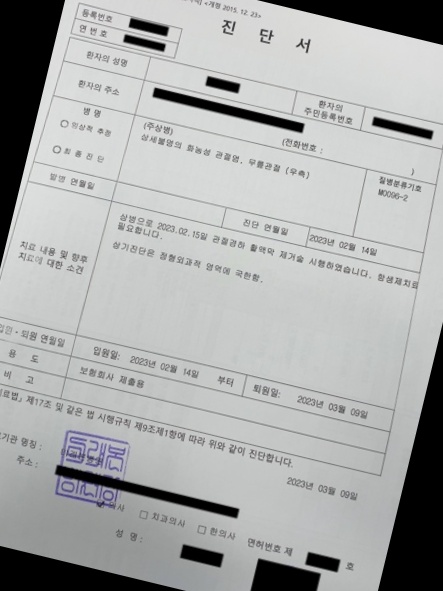 <개정 2015. 12. 23>
진 단 서
등록번호
연 번 호
환자의 성명
환자의 주소
환자의
주민등록번호
(전화번호 : )
병 명
임상적 추정
최 종 진 단
(주상병)
상세불명의 화농성 관절염, 무릎관절 (우측)
질병분류기호
M0096-2
발병 연월일
진단 연월일
2023년 02월 14일
치료 내용 및 향후
치료에 대한 소견
상병으로 2023.02.15일 관절경하 활액막 제거술 시행하였습니다. 항생제치료
필요합니다.
상기진단은 정형외과적 영역에 국한함.
입원・퇴원 연월일
입원일: 2023년 02월 14일 부터
퇴원일: 2023년 03월 09일
용 도
보험회사 제출용
비 고
제17조 및 같은 법 시행규칙 제9조제1항에 따라 위와 같이 진단합니다.
2023년 03월 09일
명칭 :
주소 :
치과의사
한의사
면허번호 제 호
성 명 :